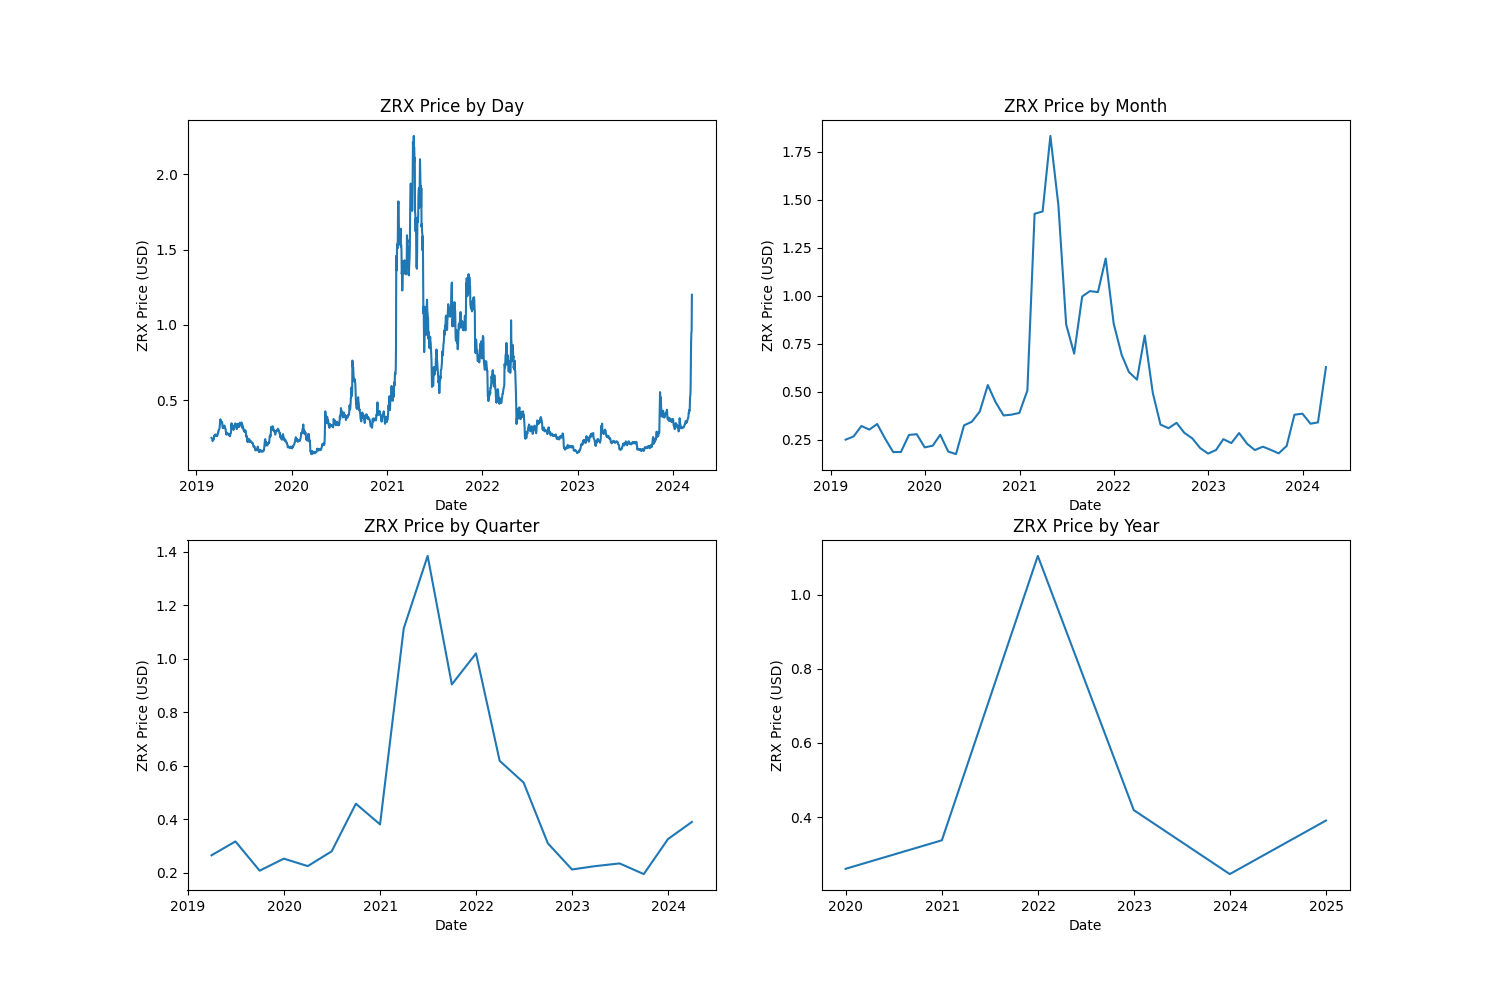 ZRX Price by Day
2.0
1.5
1.0
0.5
ZRX Price (USD)
2019 2020 2021 2022 2023 2024
Date
ZRX Price by Month
1.75
1.50
1.25
1.00
0.75
0.50
0.25
ZRX Price (USD)
2019 2020 2021 2022 2023 2024
Date
ZRX Price by Quarter
1.4
1.2
1.0
0.8
0.6
0.4
0.2
ZRX Price (USD)
2019 2020 2021 2022 2023 2024
Date
ZRX Price by Year
1.0
0.8
0.6
0.4
ZRX Price (USD)
2020 2021 2022 2023 2024 2025
Date